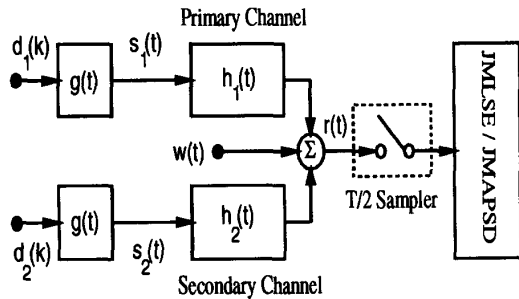 Primary Channel
d1(k)
g(t)
s1(t)
h1(t)
r(t)
w(t)
Σ
T/2 Sampler
JMLSE / JMAPSD
d2(k)
g(t)
s2(t)
h2(t)
Secondary Channel